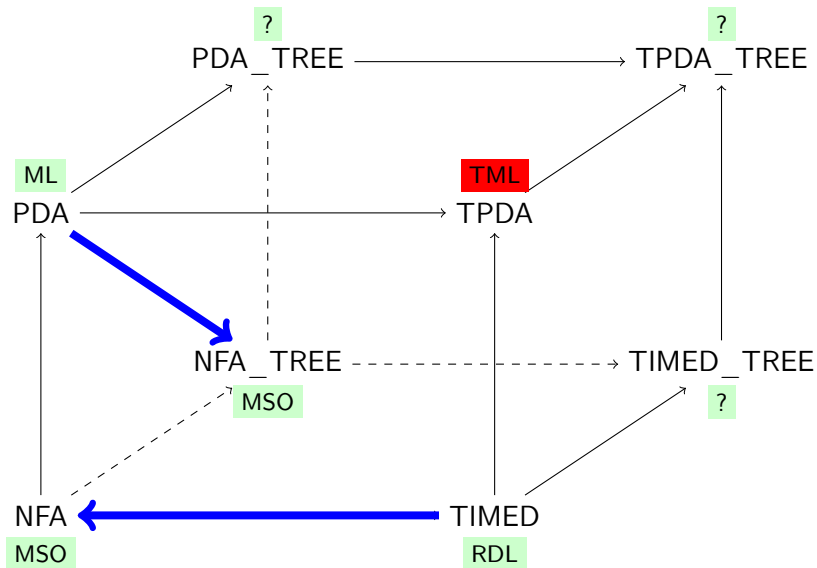 ? ?
PDA_TREE TPDA_TREE
ML TML
PDA TPDA
NFA_TREE TIMED_TREE
MSO ?
NFA TIMED
MSO RDL